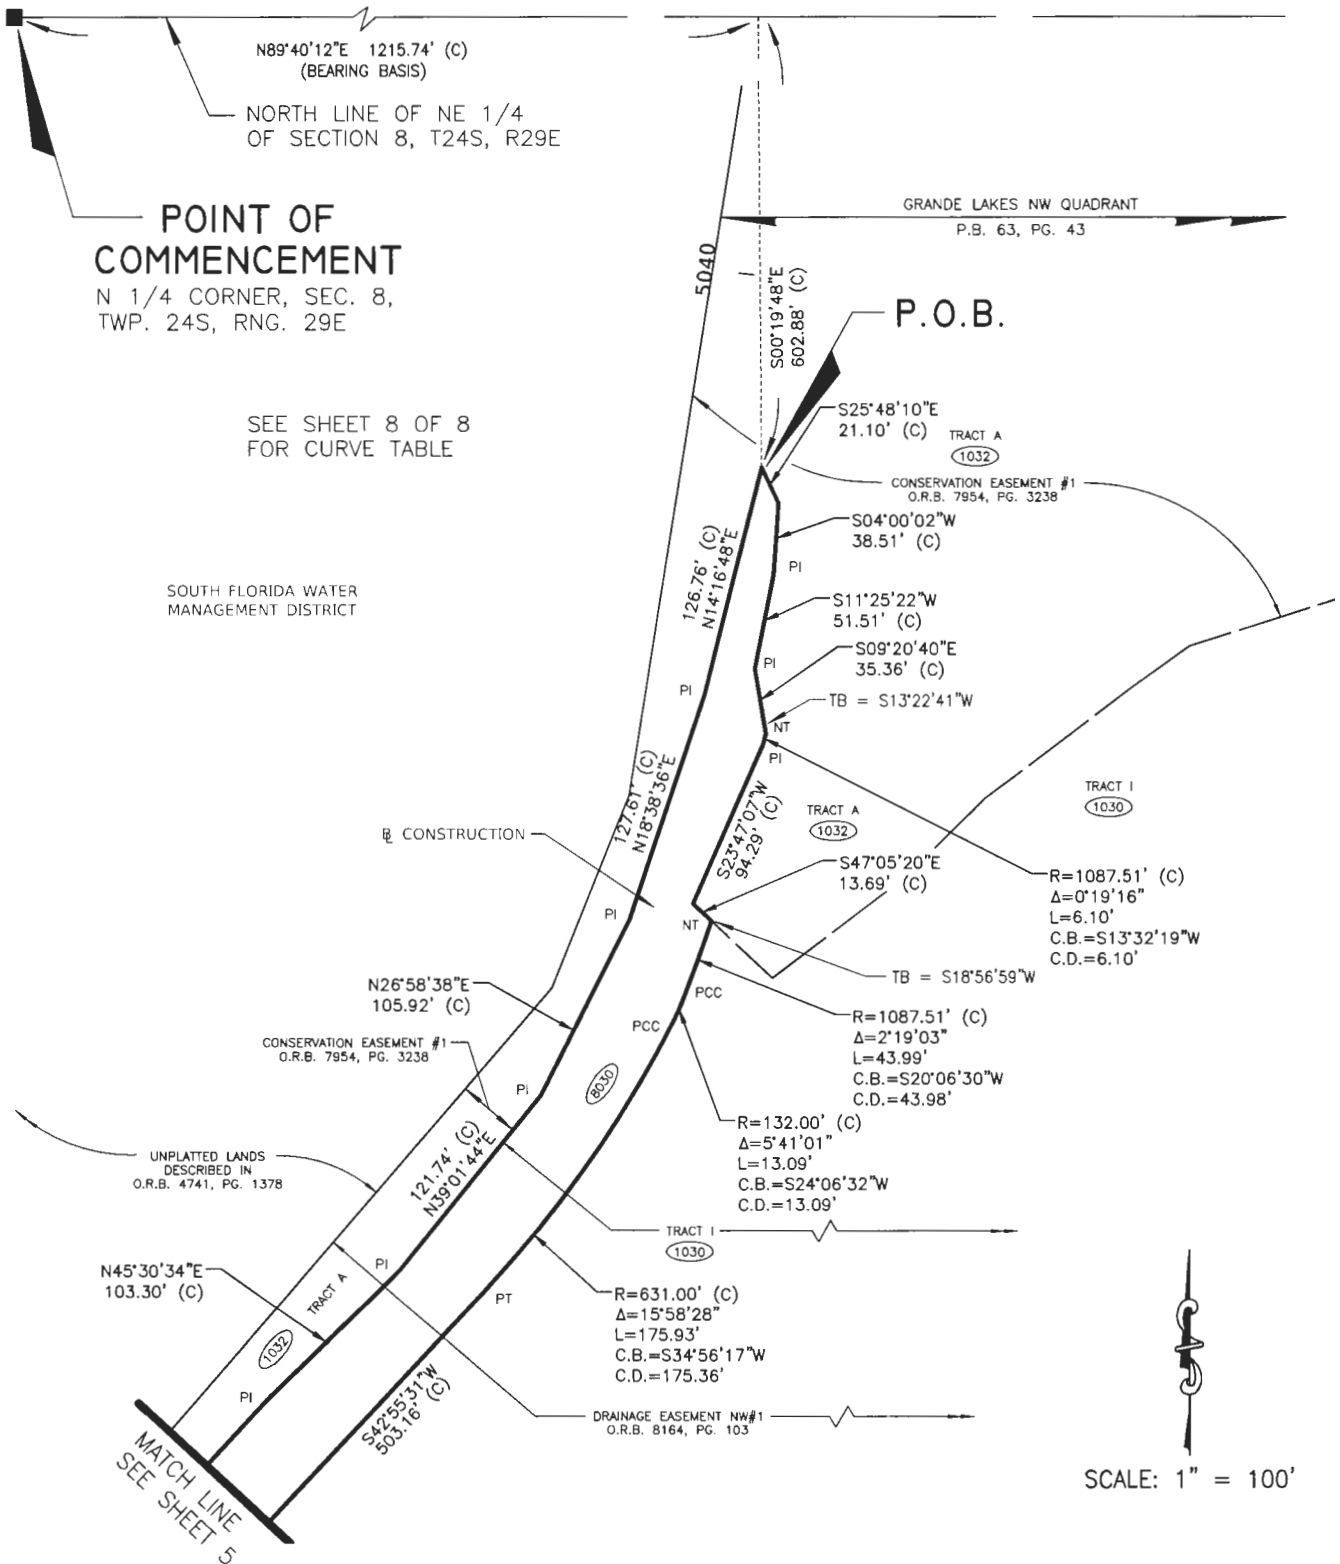 N89°40'12"E 1215.74' (C)
(BEARING BASIS)
NORTH LINE OF NE 1/4
OF SECTION 8, T24S, R29E
POINT OF
COMMENCEMENT
N 1/4 CORNER, SEC. 8,
TWP. 24S, RNG. 29E
GRANDE LAKES NW QUADRANT
P.B. 63, PG. 43
5040
S00°19'48"E
602.88' (C)
P.O.B.
SEE SHEET 8 OF 8
FOR CURVE TABLE
S25°48'10"E
21.10' (C)
TRACT A
1032
CONSERVATION EASEMENT #1
O.R.B. 7954, PG. 3238
S04°00'02"W
38.51' (C)
PI
SOUTH FLORIDA WATER
MANAGEMENT DISTRICT
126.76' (C)
N14°16'48"E
S11°25'22"W
51.51' (C)
S09°20'40"E
35.36' (C)
PI
PI
TB = S13°22'41"W
NT
PI
127.61' (C)
N18°38'36"E
S23°47'07"W
94.29' (C)
TRACT A
1032
TRACT I
1030
℄ CONSTRUCTION
S47°05'20"E
13.69' (C)
R=1087.51' (C)
Δ=0°19'16"
L=6.10'
C.B.=S13°32'19"W
C.D.=6.10'
PI
NT
TB = S18°56'59"W
N26°58'38"E
105.92' (C)
PCC
PCC
R=1087.51' (C)
Δ=2°19'03"
L=43.99'
C.B.=S20°06'30"W
C.D.=43.98'
CONSERVATION EASEMENT #1
O.R.B. 7954, PG. 3238
PI
8030
R=132.00' (C)
Δ=5°41'01"
L=13.09'
C.B.=S24°06'32"W
C.D.=13.09'
UNPLATTED LANDS
DESCRIBED IN
O.R.B. 4741, PG. 1378
121.74' (C)
N39°01'44"E
TRACT I
1030
PI
N45°30'34"E
103.30' (C)
TRACT A
1032
PT
R=631.00' (C)
Δ=15°58'28"
L=175.93'
C.B.=S34°56'17"W
C.D.=175.36'
PI
S42°55'31"W
503.16' (C)
DRAINAGE EASEMENT NW#1
O.R.B. 8164, PG. 103
MATCH LINE
SEE SHEET 5
SCALE: 1" = 100'